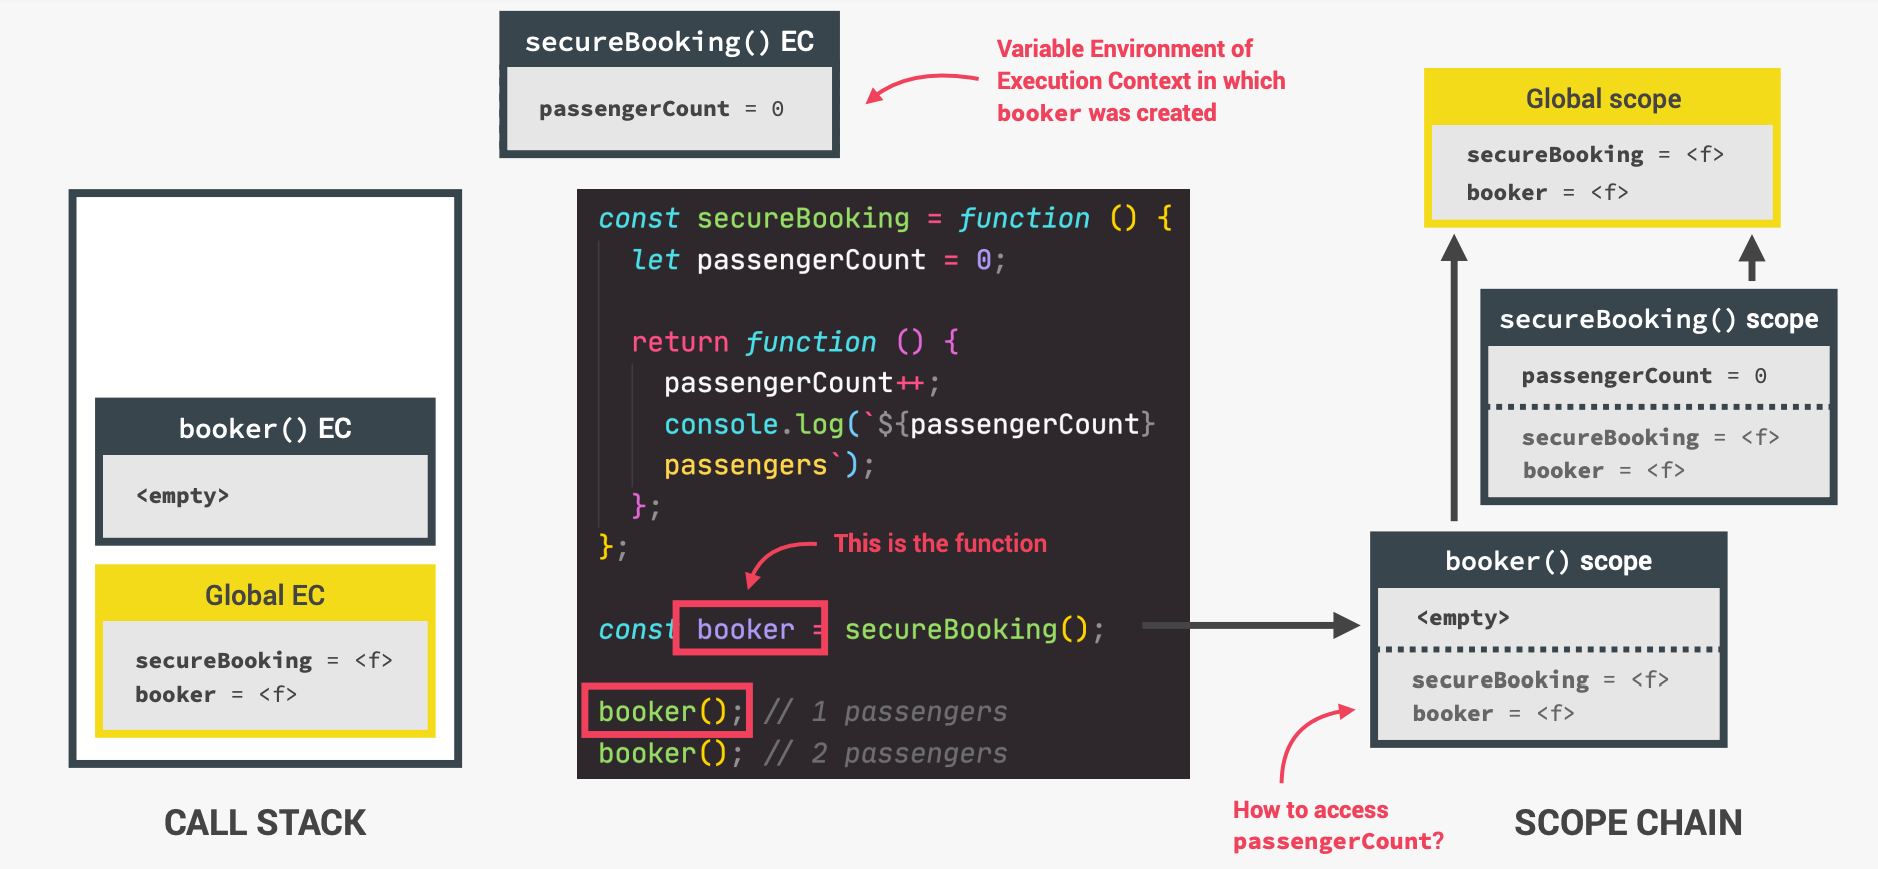 secureBooking() EC
passengerCount = 0
Variable Environment of
Execution Context in which
booker was created
booker() EC
<empty>
Global EC
secureBooking = <f>
booker = <f>
CALL STACK
const secureBooking = function () {
let passengerCount = 0;
return function () {
passengerCount++;
console.log(`${passengerCount}
passengers`);
};
};
This is the function
const booker = secureBooking();
booker(); // 1 passengers
booker(); // 2 passengers
Global scope
secureBooking = <f>
booker = <f>
secureBooking() scope
passengerCount = 0
secureBooking = <f>
booker = <f>
booker() scope
<empty>
secureBooking = <f>
booker = <f>
How to access
passengerCount?
SCOPE CHAIN